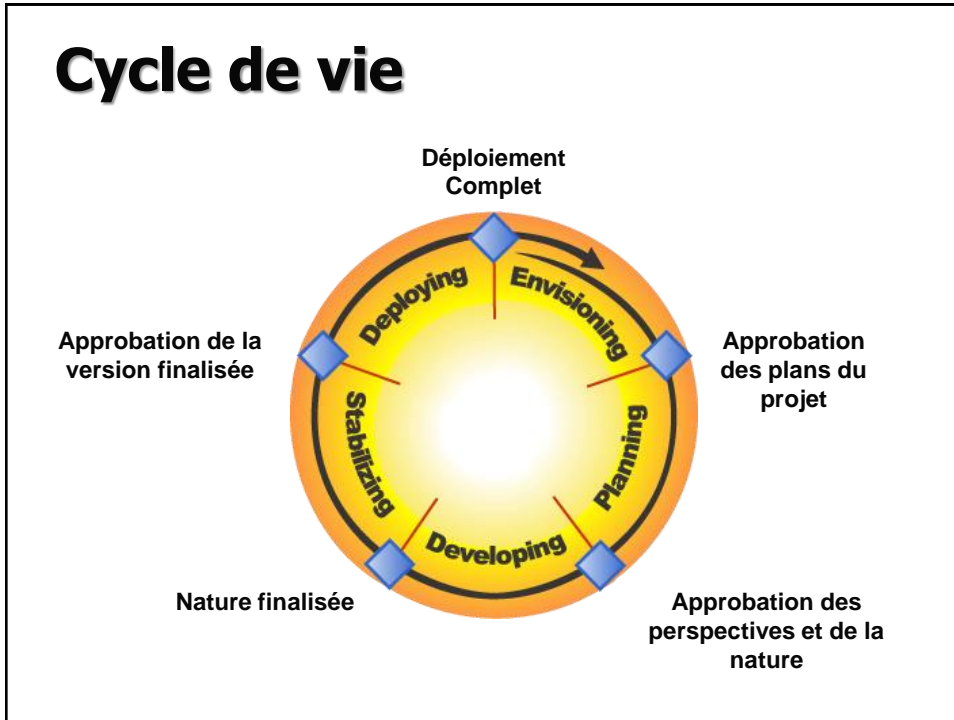 Cycle de vie
Déploiement
Complet
Deploying
Envisioning
Approbation de la
version finalisée
Approbation
des plans du
projet
Stabilizing
Planning
Developing
Nature finalisée
Approbation des
perspectives et de la
nature